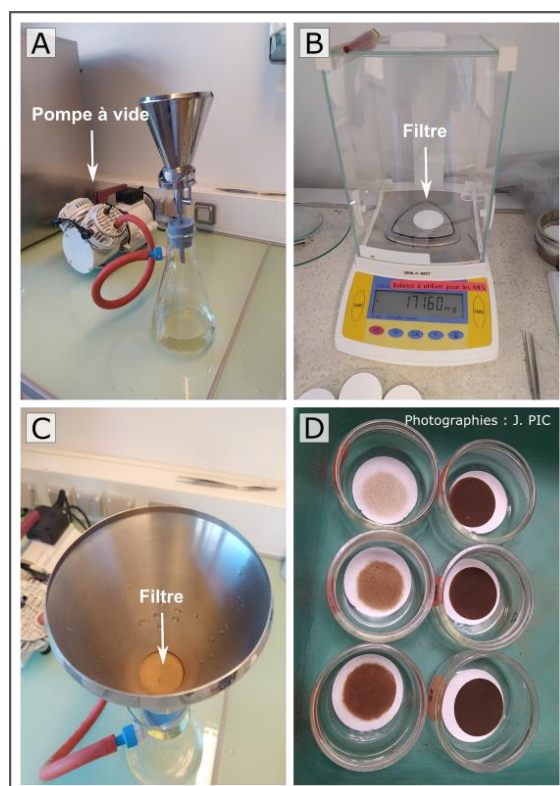 A
Pompe à vide
B
Filtre
Balance à utiliser pour les MES
171.60 mg
C
Filtre
D
Photographies : J. PIC